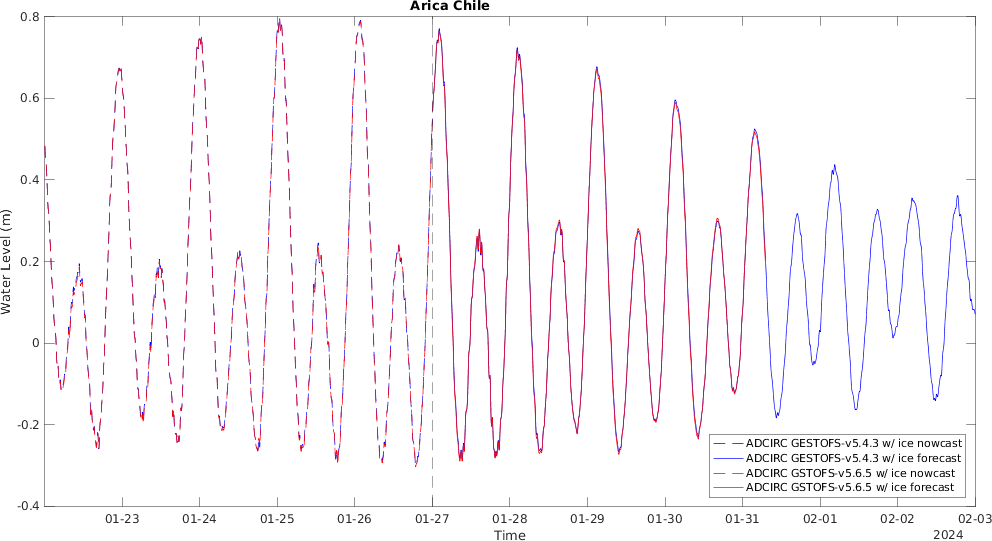 Arica Chile
Water Level (m)
0.8
0.6
0.4
0.2
0
-0.2
-0.4
ADCIRC GESTOFS-v5.4.3 w/ ice nowcast
ADCIRC GESTOFS-v5.4.3 w/ ice forecast
ADCIRC GSTOFS-v5.6.5 w/ ice nowcast
ADCIRC GSTOFS-v5.6.5 w/ ice forecast
01-23 01-24 01-25 01-26 01-27 01-28 01-29 01-30 01-31 02-01 02-02 02-03
Time
2024